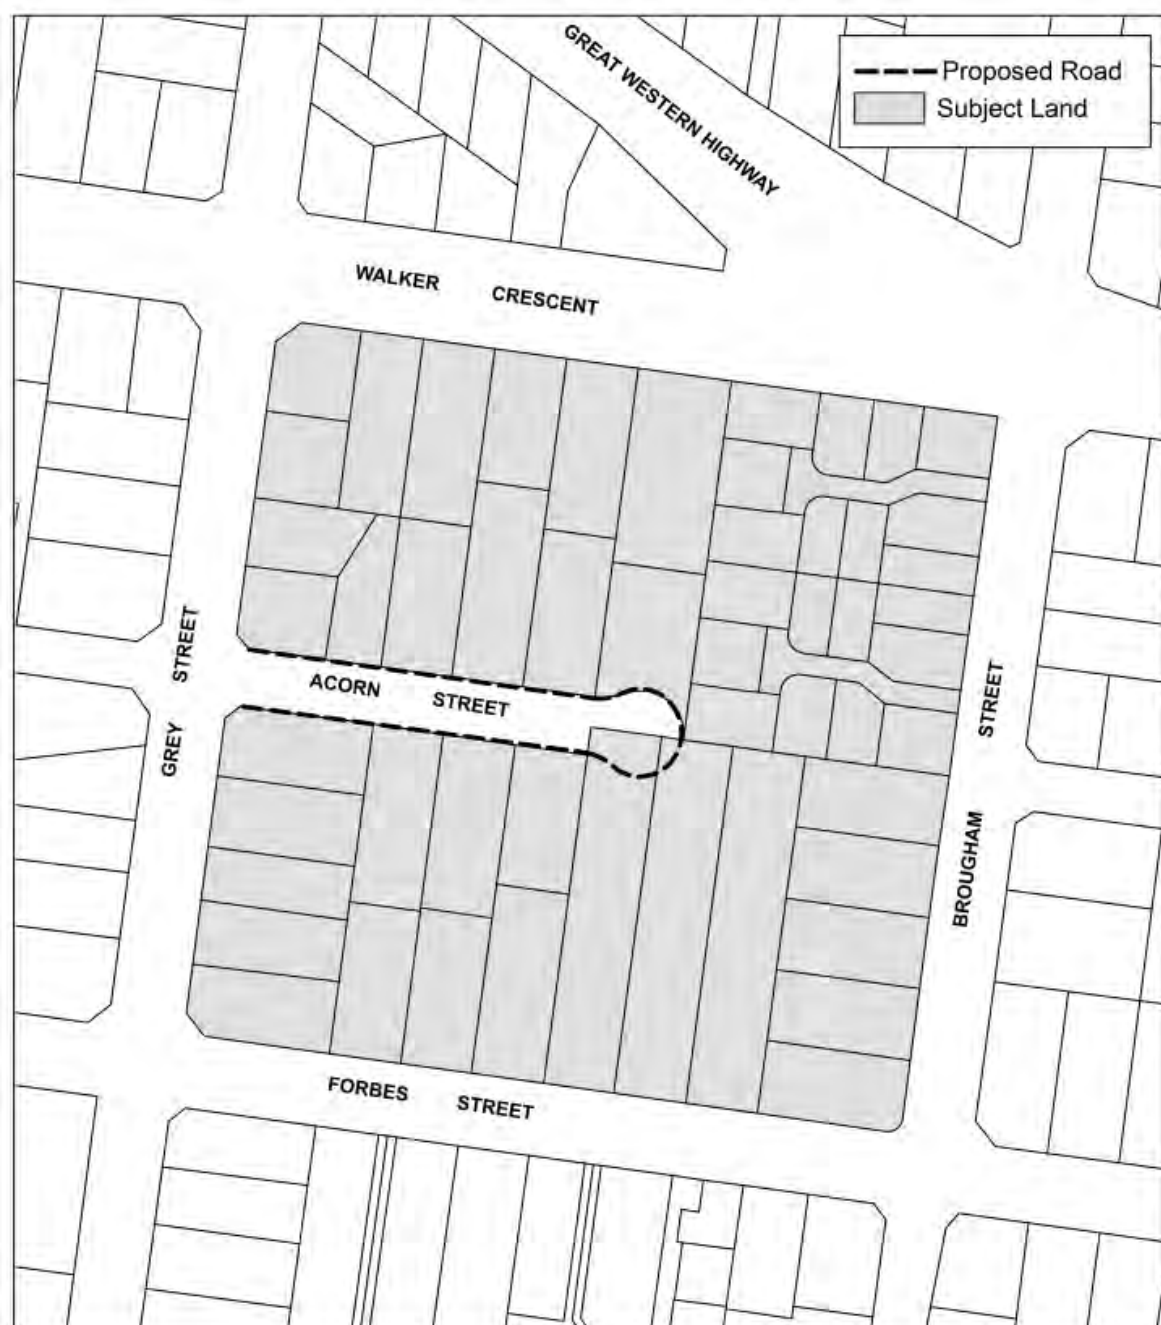 GREAT WESTERN HIGHWAY
Proposed Road
Subject Land
WALKER CRESCENT
ACORN STREET
GREY STREET
BROUGHAM STREET
FORBES STREET